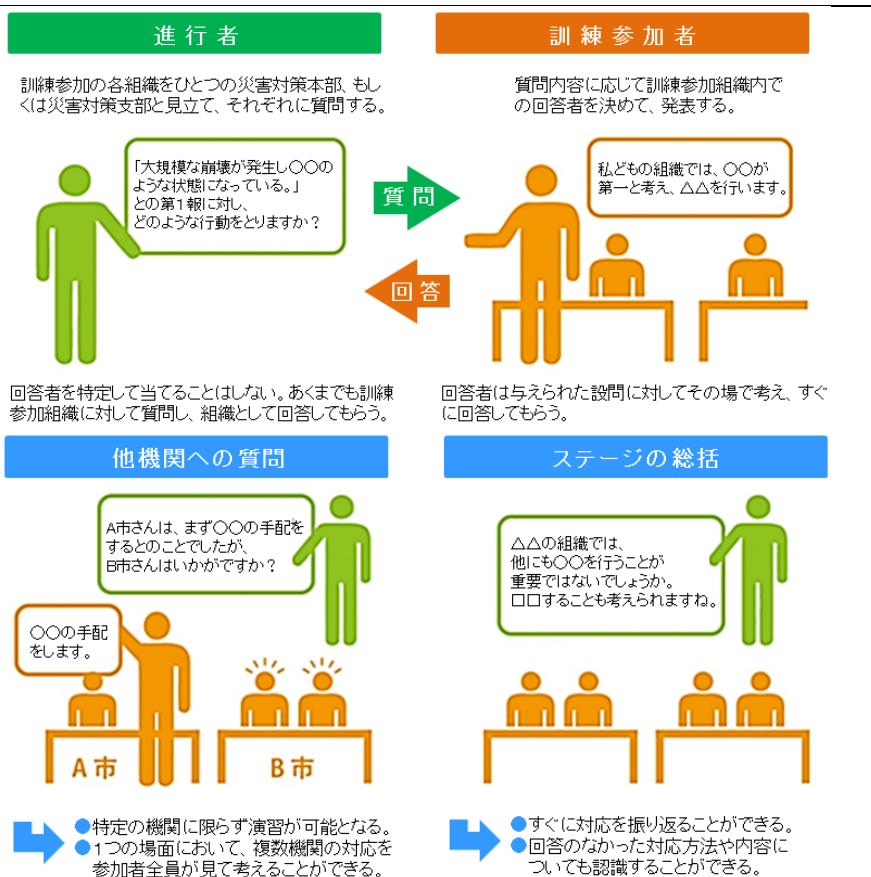 進行者
訓練参加の各組織をひとつの災害対策本部、もし
くは災害対策支部と見立て、それぞれに質問する。
「大規模な崩壊が発生し〇〇の
ような状態になっている。」
との第1報に対し、
どのような行動をとりますか？
質問
回答
訓練参加者
質問内容に応じて訓練参加組織内で
の回答者を決めて、発表する。
私どもの組織では、〇〇が
第一と考え、△△を行います。
回答者を特定して当てることはしない。あくまでも訓練
参加組織に対して質問し、組織として回答してもらう。
回答者は与えられた設問に対してその場で考え、すぐ
に回答してもらう。
他機関への質問
A市さんは、まず〇〇の手配を
するとのことでしたが、
B市さんはいかがですか？
〇〇の手配
をします。
A市
B市
●特定の機関に限らず演習が可能となる。
●1つの場面において、複数機関の対応を
参加者全員が見て考えることができる。
ステージの総括
△△の組織では、
他にも〇〇を行うことが
重要ではないでしょうか。
□□することも考えられますね。
●すぐに対応を振り返ることができる。
●回答のなかった対応方法や内容に
ついても認識することができる。